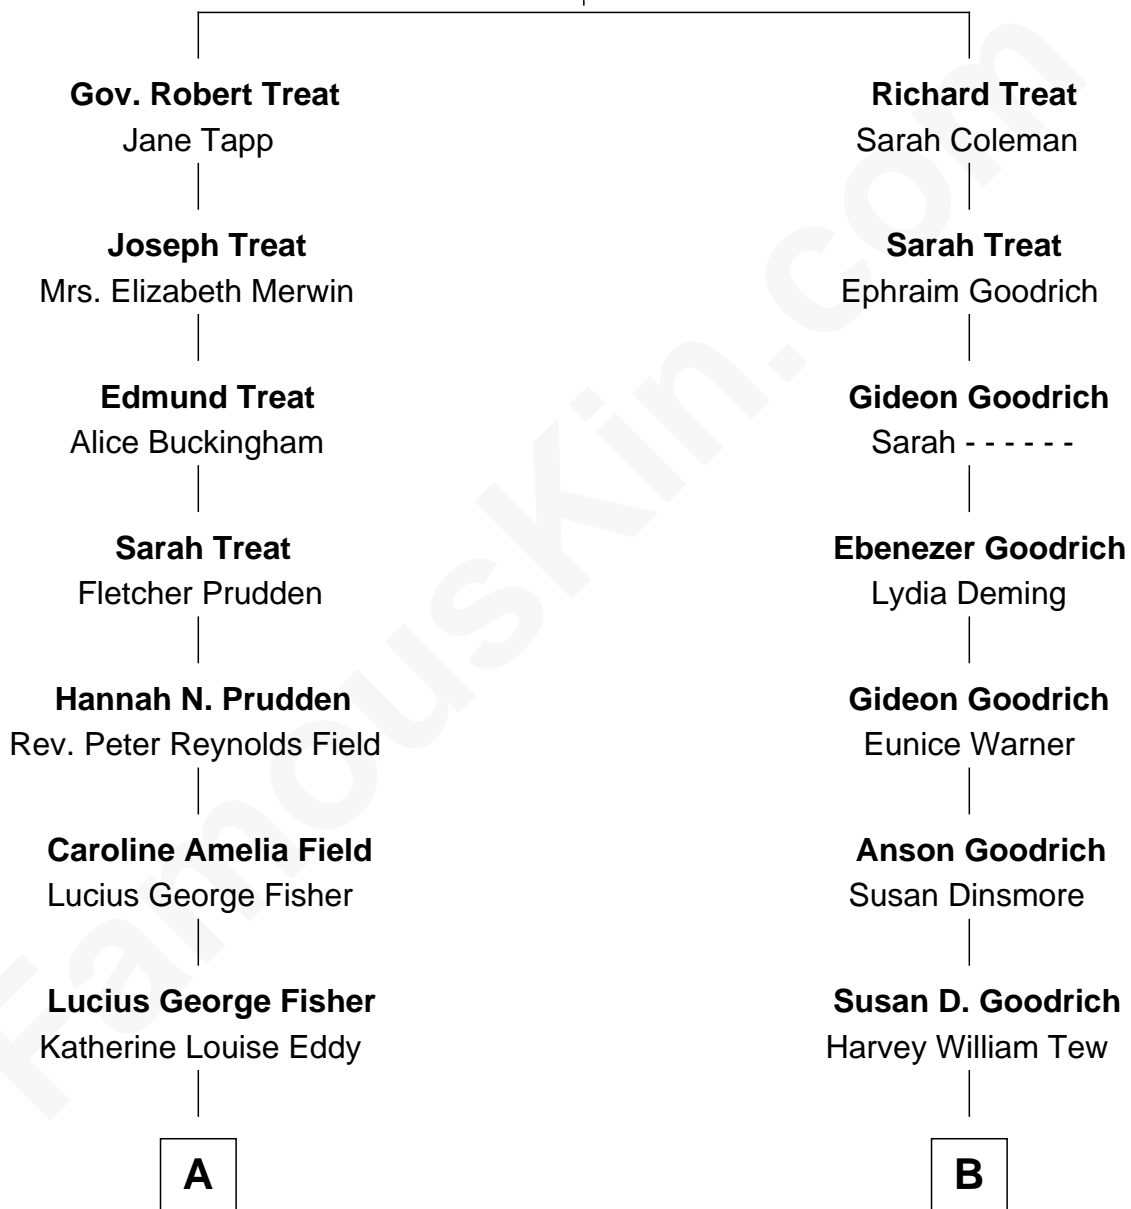 Gov. Robert Treat
Jane Tapp
Joseph Treat
Mrs. Elizabeth Merwin
Edmund Treat
Alice Buckingham
Sarah Treat
Fletcher Prudden
Hannah N. Prudden
Rev. Peter Reynolds Field
Caroline Amelia Field
Lucius George Fisher
Lucius George Fisher
Katherine Louise Eddy
A
Richard Treat
Sarah Coleman
Sarah Treat
Ephraim Goodrich
Gideon Goodrich
Sarah - - - - - -
Ebenezer Goodrich
Lydia Deming
Gideon Goodrich
Eunice Warner
Anson Goodrich
Susan Dinsmore
Susan D. Goodrich
Harvey William Tew
B
FamousKin.com